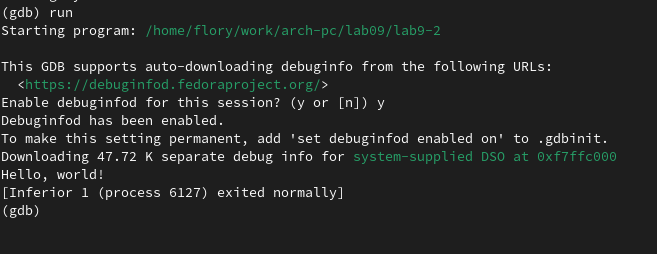 (gdb) run
Starting program: /home/flory/work/arch-pc/lab09/lab9-2
This GDB supports auto-downloading debuginfo from the following URLs:
<https://debuginfod.fedoraproject.org/>
Enable debuginfod for this session? (y or [n]) y
Debuginfod has been enabled.
To make this setting permanent, add 'set debuginfod enabled on' to .gdbinit.
Downloading 47.72 K separate debug info for system-supplied DSO at 0xf7ffc000
Hello, world!
[Inferior 1 (process 6127) exited normally]
(gdb)